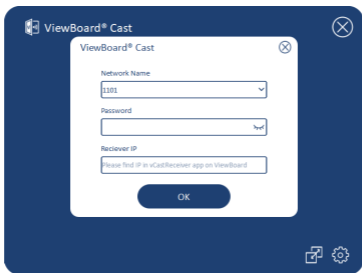 ViewBoard® Cast
ViewBoard® Cast
Network Name
1101
Password
Reciever IP
Please find IP in vCastReceiver app on ViewBoard
OK